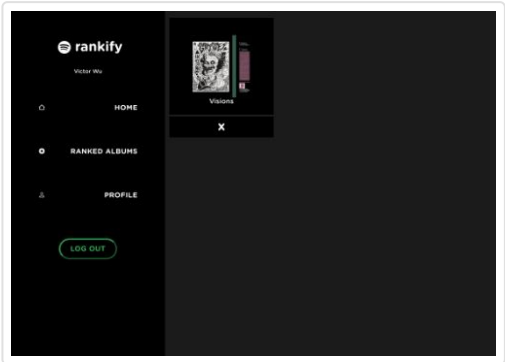 rankify
Victor Wu
HOME
RANKED ALBUMS
PROFILE
LOG OUT
Visions
X